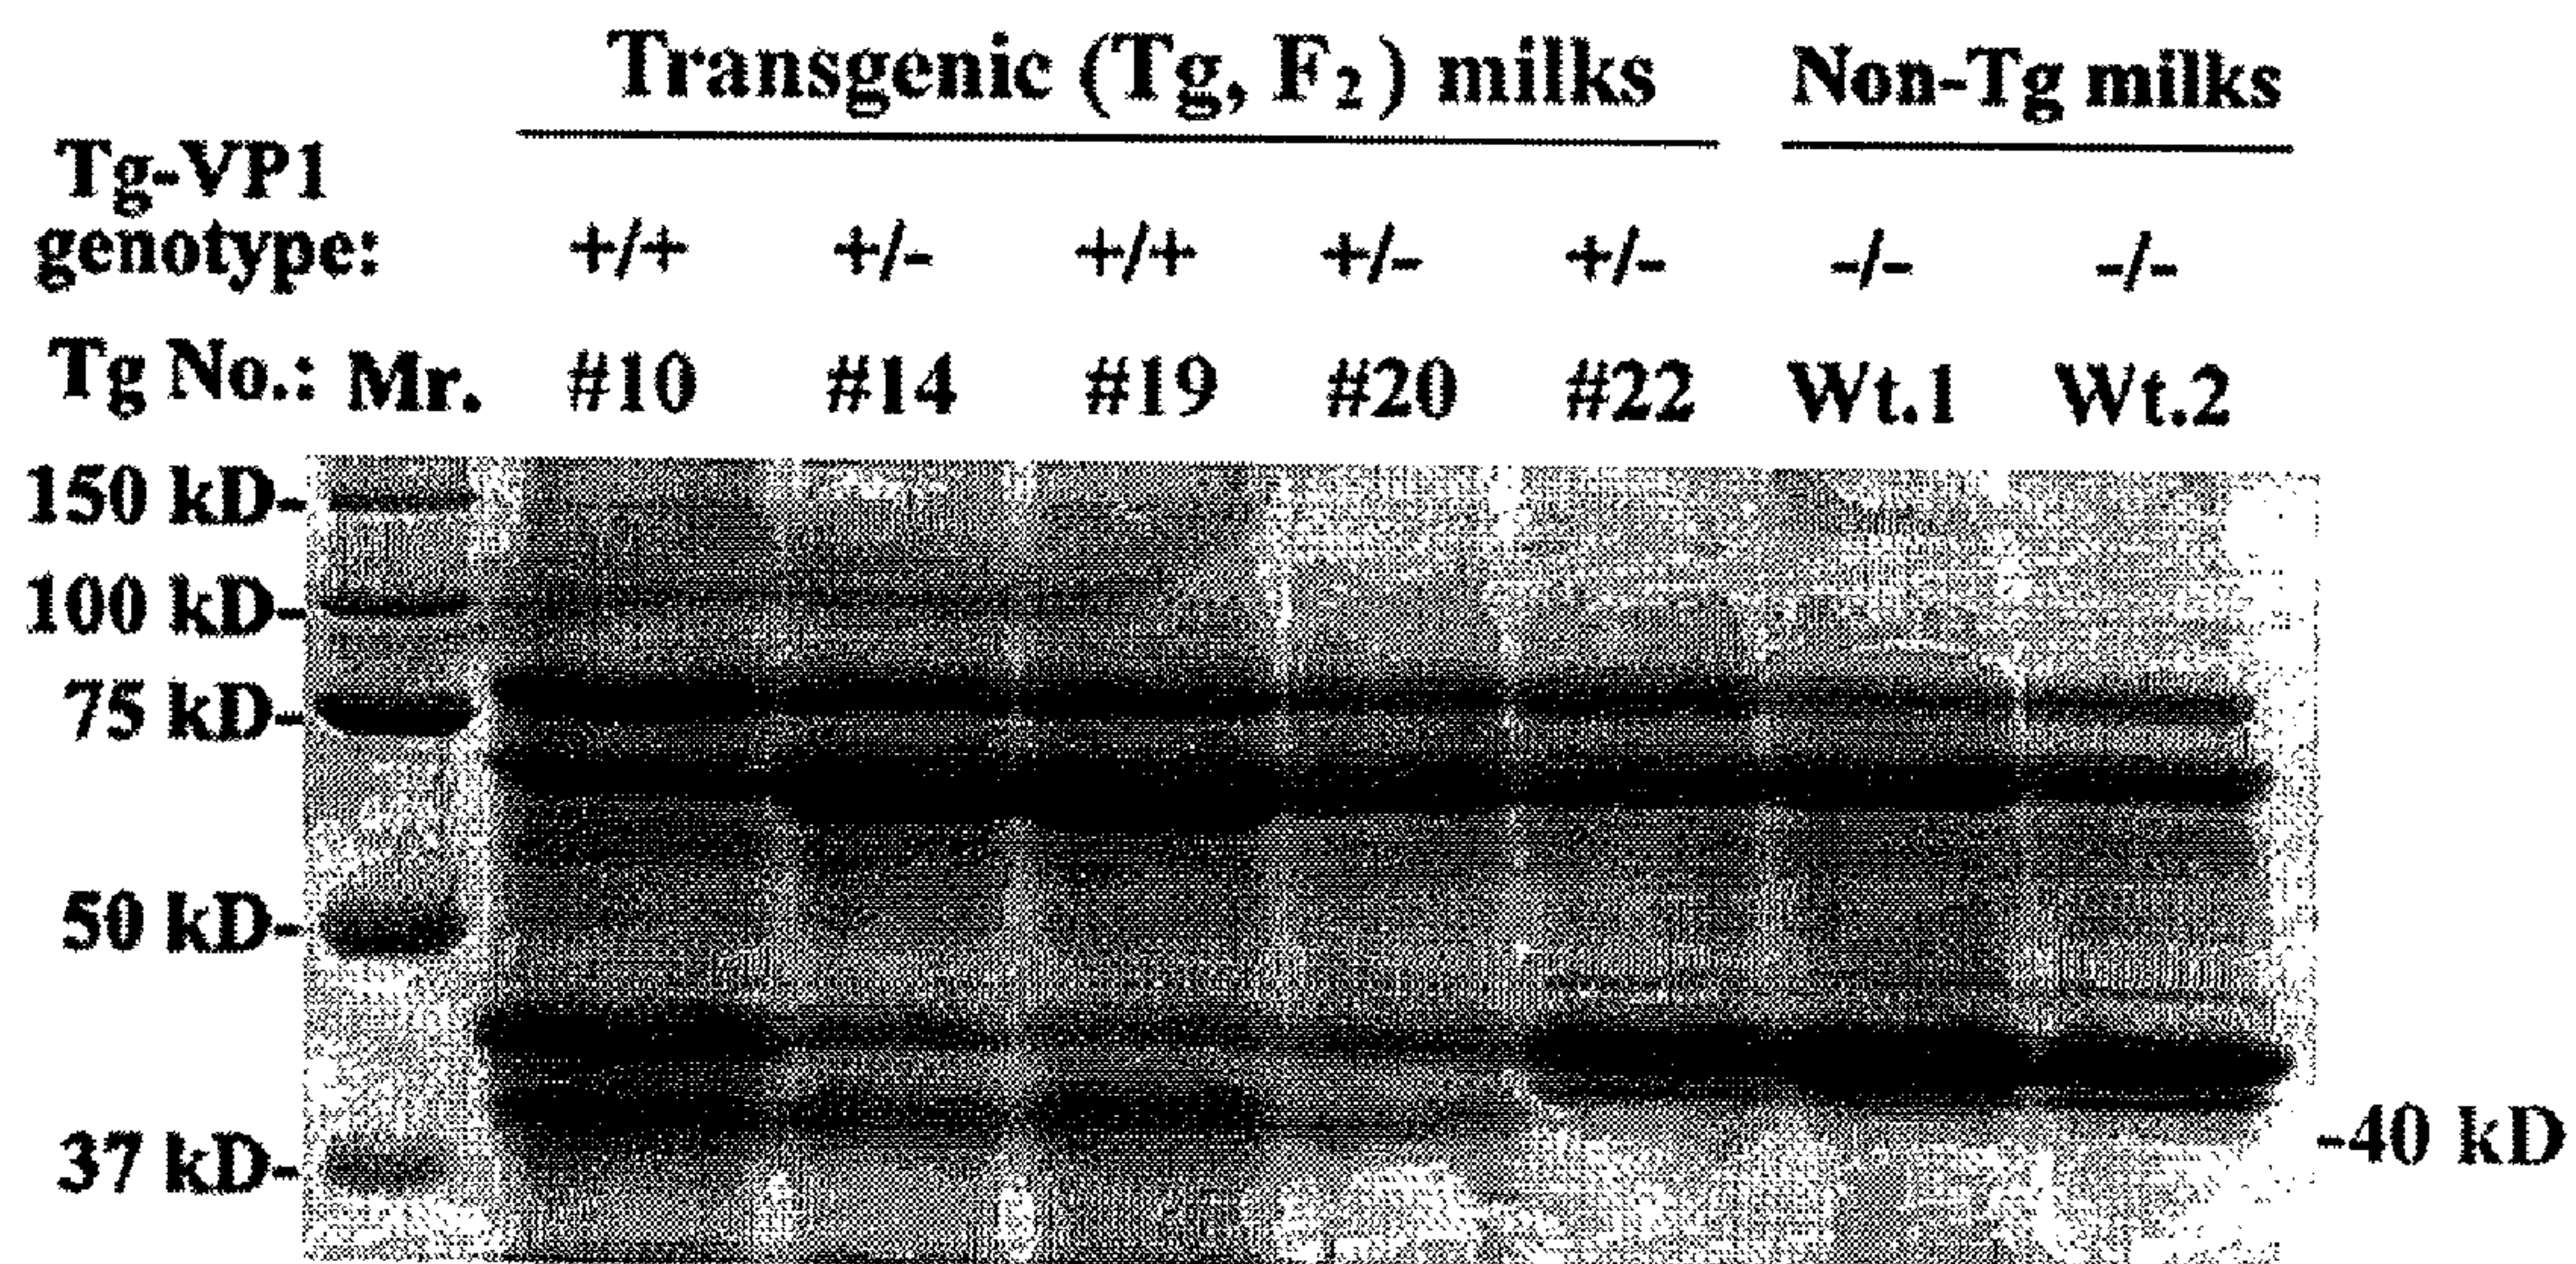 Transgenic (Tg, F₂) milks Non-Tg milks
Tg-VP1
genotype: +/+ +/- +/+ +/- +/- -/- -/-
Tg No.: Mr. #10 #14 #19 #20 #22 Wt.1 Wt.2
150 kD-
100 kD-
75 kD-
50 kD-
37 kD-
-40 kD